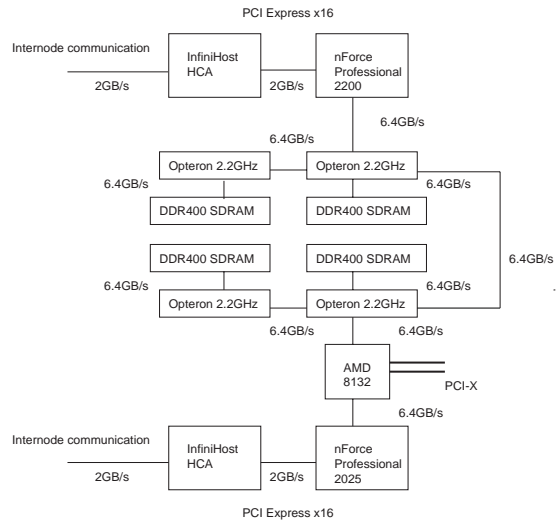 PCI Express x16
Internode communication
2GB/s
InfiniHost
HCA
2GB/s
nForce
Professional
2200
6.4GB/s
6.4GB/s
Opteron 2.2GHz
Opteron 2.2GHz
6.4GB/s
6.4GB/s
DDR400 SDRAM
DDR400 SDRAM
6.4GB/s
DDR400 SDRAM
DDR400 SDRAM
6.4GB/s
6.4GB/s
Opteron 2.2GHz
Opteron 2.2GHz
6.4GB/s
6.4GB/s
AMD
8132
PCI-X
6.4GB/s
Internode communication
2GB/s
InfiniHost
HCA
2GB/s
nForce
Professional
2025
PCI Express x16